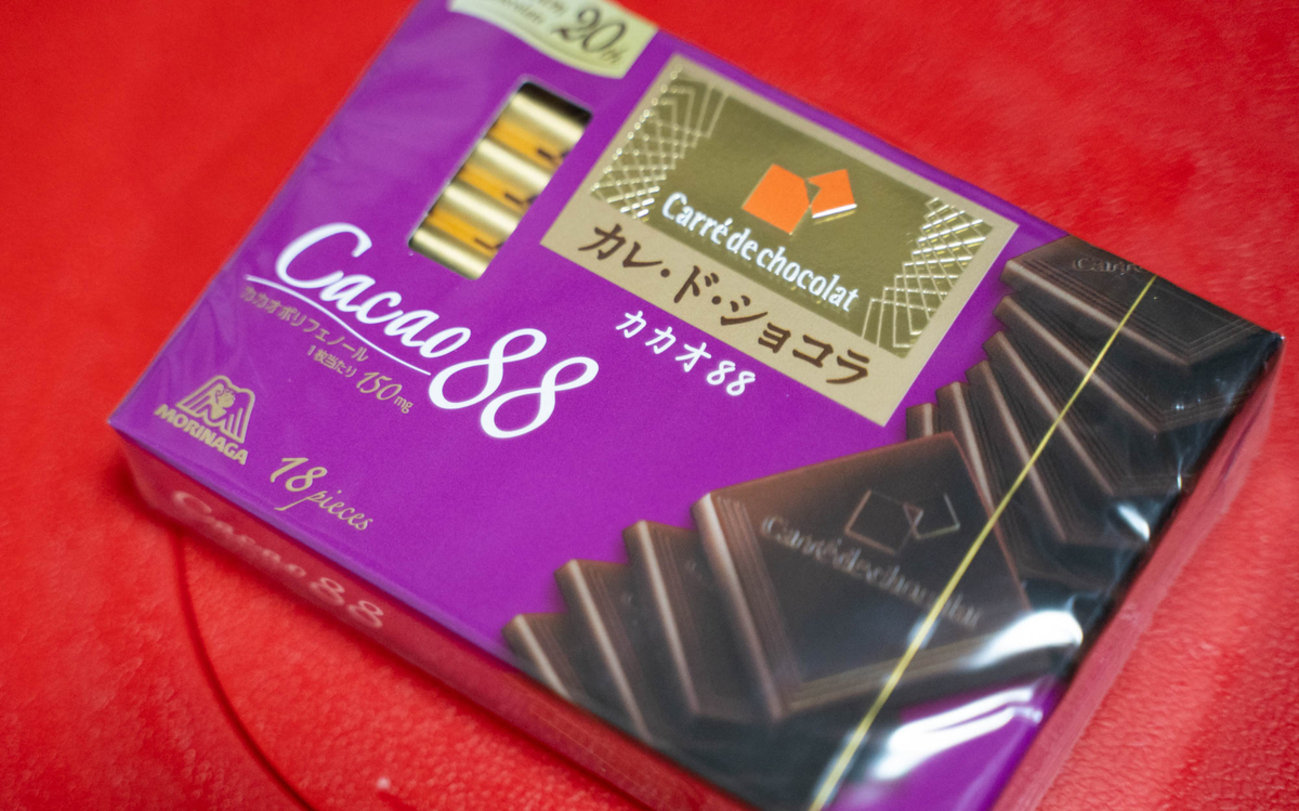 20th
Carré de chocolat
カレ・ド・ショコラ
カカオ88
Cacao 88
カカオポリフェノール
1枚当たり 150mg
MORINAGA
18 pieces
Cacao 88
Carré de chocolat
Carré